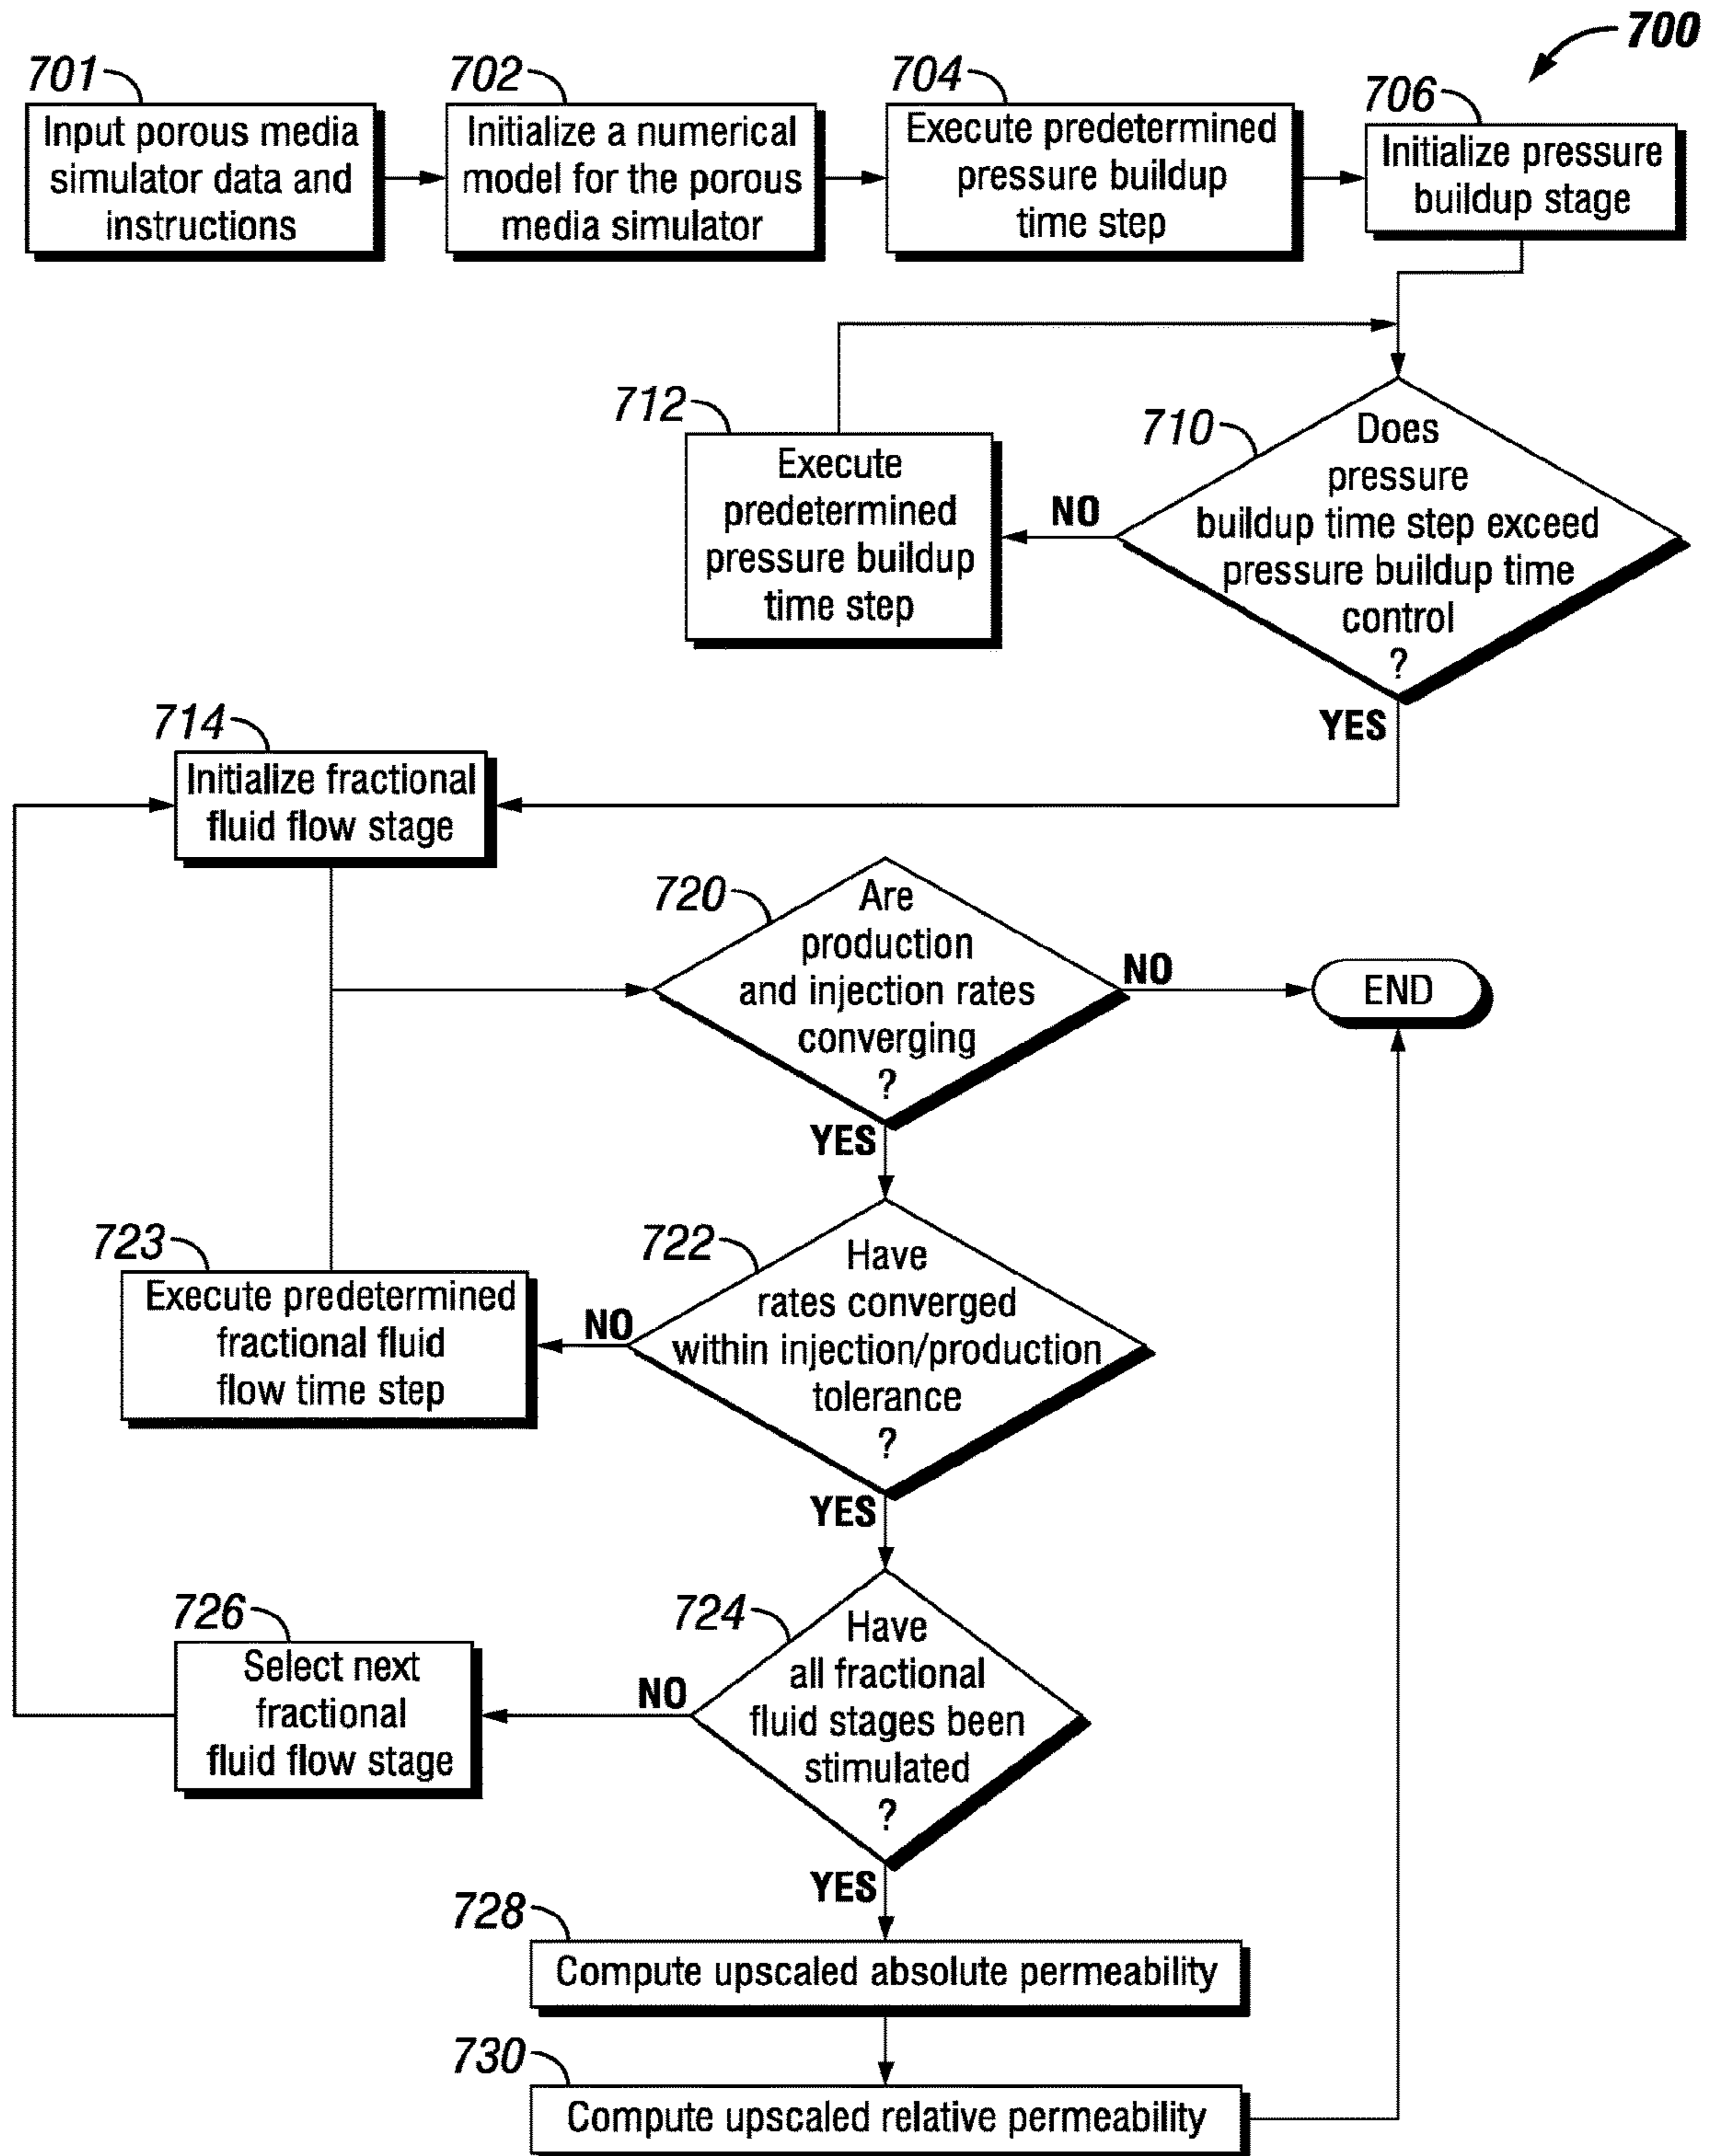 700
701
Input porous media
simulator data and
instructions
702
Initialize a numerical
model for the porous
media simulator
704
Execute predetermined
pressure buildup
time step
706
Initialize pressure
buildup stage
712
Execute
predetermined
pressure buildup
time step
710
Does
pressure
buildup time step exceed
pressure buildup time
control
?
NO
YES
714
Initialize fractional
fluid flow stage
720
Are
production
and injection rates
converging
?
NO
END
YES
723
Execute predetermined
fractional fluid
flow time step
NO
722
Have
rates converged
within injection/production
tolerance
?
YES
726
Select next
fractional
fluid flow stage
NO
724
Have
all fractional
fluid stages been
stimulated
?
YES
728
Compute upscaled absolute permeability
730
Compute upscaled relative permeability